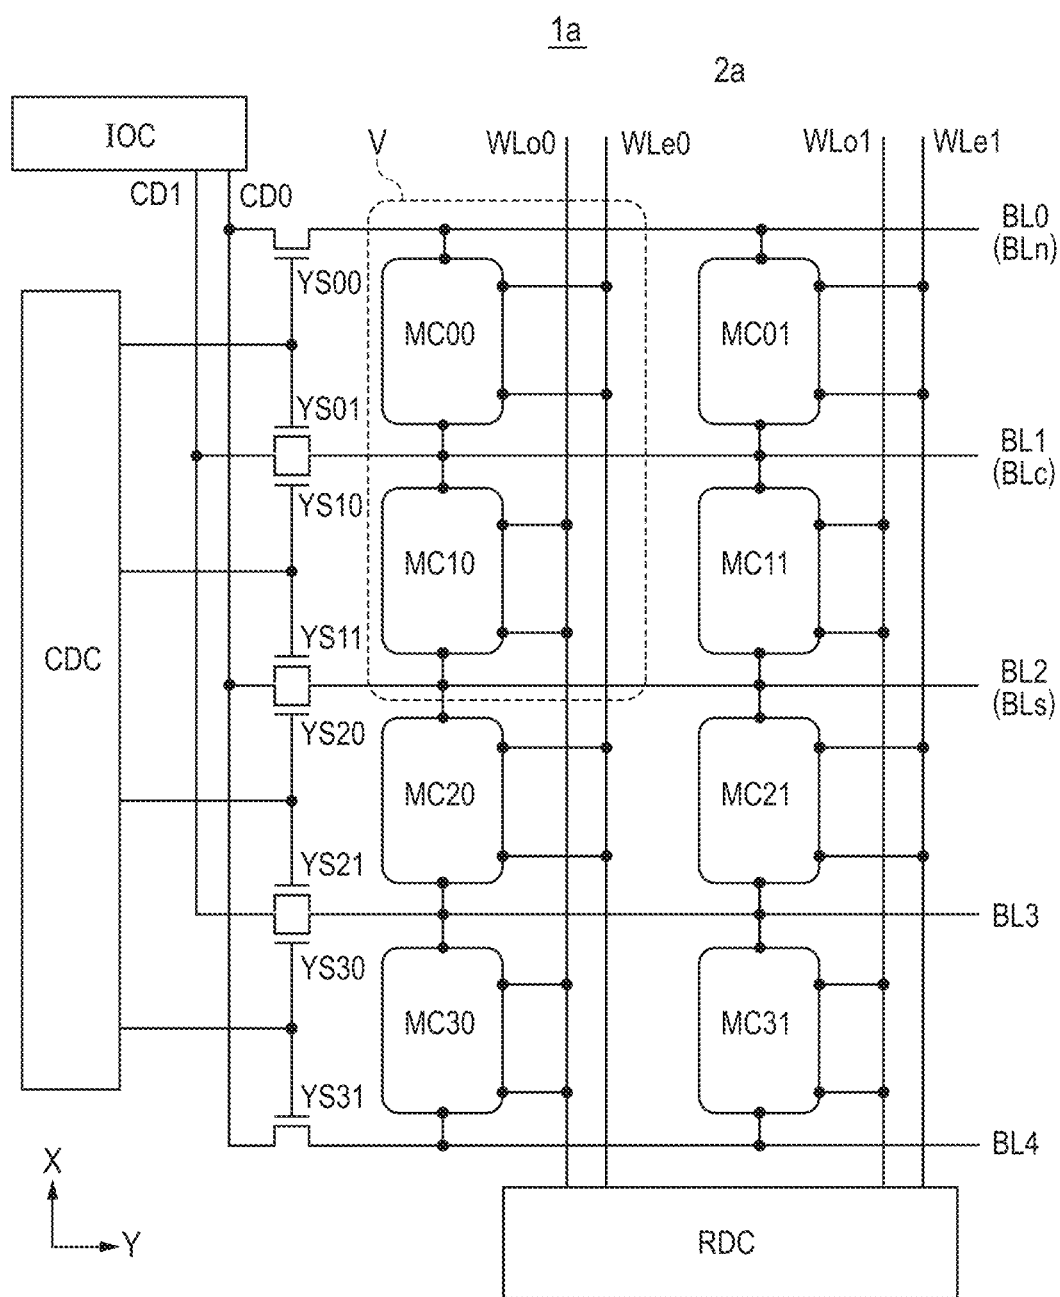 1a
2a
IOC
V
WLo0
WLe0
WLo1
WLe1
CD1
CD0
BL0
(BLn)
YS00
MC00
MC01
YS01
BL1
(BLc)
YS10
MC10
MC11
YS11
CDC
BL2
(BLs)
YS20
MC20
MC21
YS21
BL3
YS30
MC30
MC31
YS31
BL4
X
Y
RDC